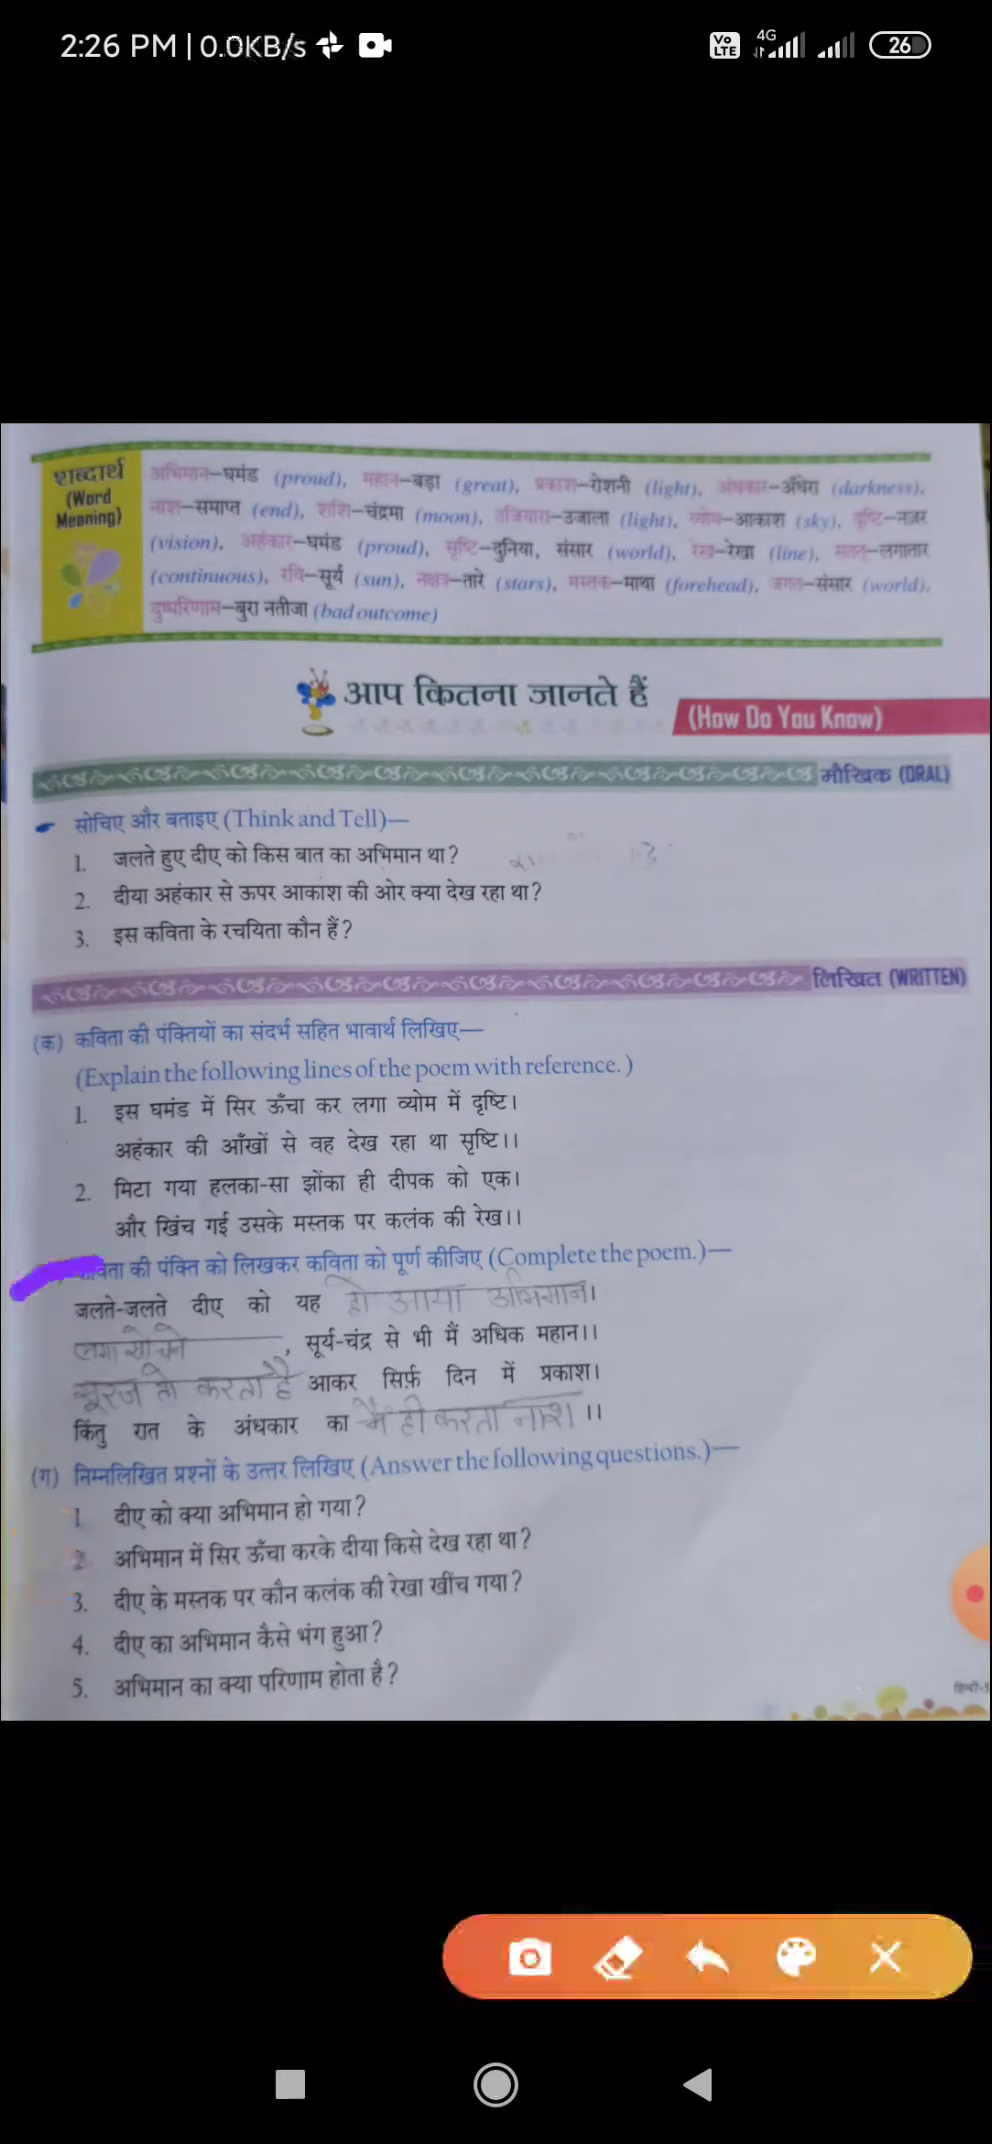 2:26 PM | 0.0KB/s
Vo LTE 4G 26
शब्दार्थ
(Word
Meaning)
अभिमान–घमंड (proud), महान–बड़ा (great), प्रकाश–रोशनी (light), अंधकार–अँधेरा (darkness),
नाश–समाप्त (end), शशि–चंद्रमा (moon), उजियारा–उजाला (light), व्योम–आकाश (sky), दृष्टि–नज़र
(vision), अहंकार–घमंड (proud), सृष्टि–दुनिया, संसार (world), रेख–रेखा (line), सतत्–लगातार
(continuous), रवि–सूर्य (sun), नक्षत्र–तारे (stars), मस्तक–माथा (forehead), जगत–संसार (world),
दुष्परिणाम–बुरा नतीजा (bad outcome)
आप कितना जानते हैं
(How Do You Know)
मौखिक (ORAL)
सोचिए और बताइए (Think and Tell)—
1. जलते हुए दीए को किस बात का अभिमान था?
2. दीया अहंकार से ऊपर आकाश की ओर क्या देख रहा था?
3. इस कविता के रचयिता कौन हैं?
लिखित (WRITTEN)
(क) कविता की पंक्तियों का संदर्भ सहित भावार्थ लिखिए—
(Explain the following lines of the poem with reference.)
1. इस घमंड में सिर ऊँचा कर लगा व्योम में दृष्टि।
अहंकार की आँखों से वह देख रहा था सृष्टि।।
2. मिटा गया हलका-सा झोंका ही दीपक को एक।
और खिंच गई उसके मस्तक पर कलंक की रेख।।
की पंक्ति को लिखकर कविता को पूर्ण कीजिए (Complete the poem.)—
जलते-जलते दीए को यह हो आया अभिमान।
लगा सोचने, सूर्य-चंद्र से भी मैं अधिक महान।।
सूरज तो करता है आकर सिर्फ़ दिन में प्रकाश।
किंतु रात के अंधकार का मैं ही करता नाश ।।
(ग) निम्नलिखित प्रश्नों के उत्तर लिखिए (Answer the following questions.)—
1 दीए को क्या अभिमान हो गया?
2 अभिमान में सिर ऊँचा करके दीया किसे देख रहा था?
3. दीए के मस्तक पर कौन कलंक की रेखा खींच गया?
4. दीए का अभिमान कैसे भंग हुआ?
5. अभिमान का क्या परिणाम होता है?
हिन्दी-5